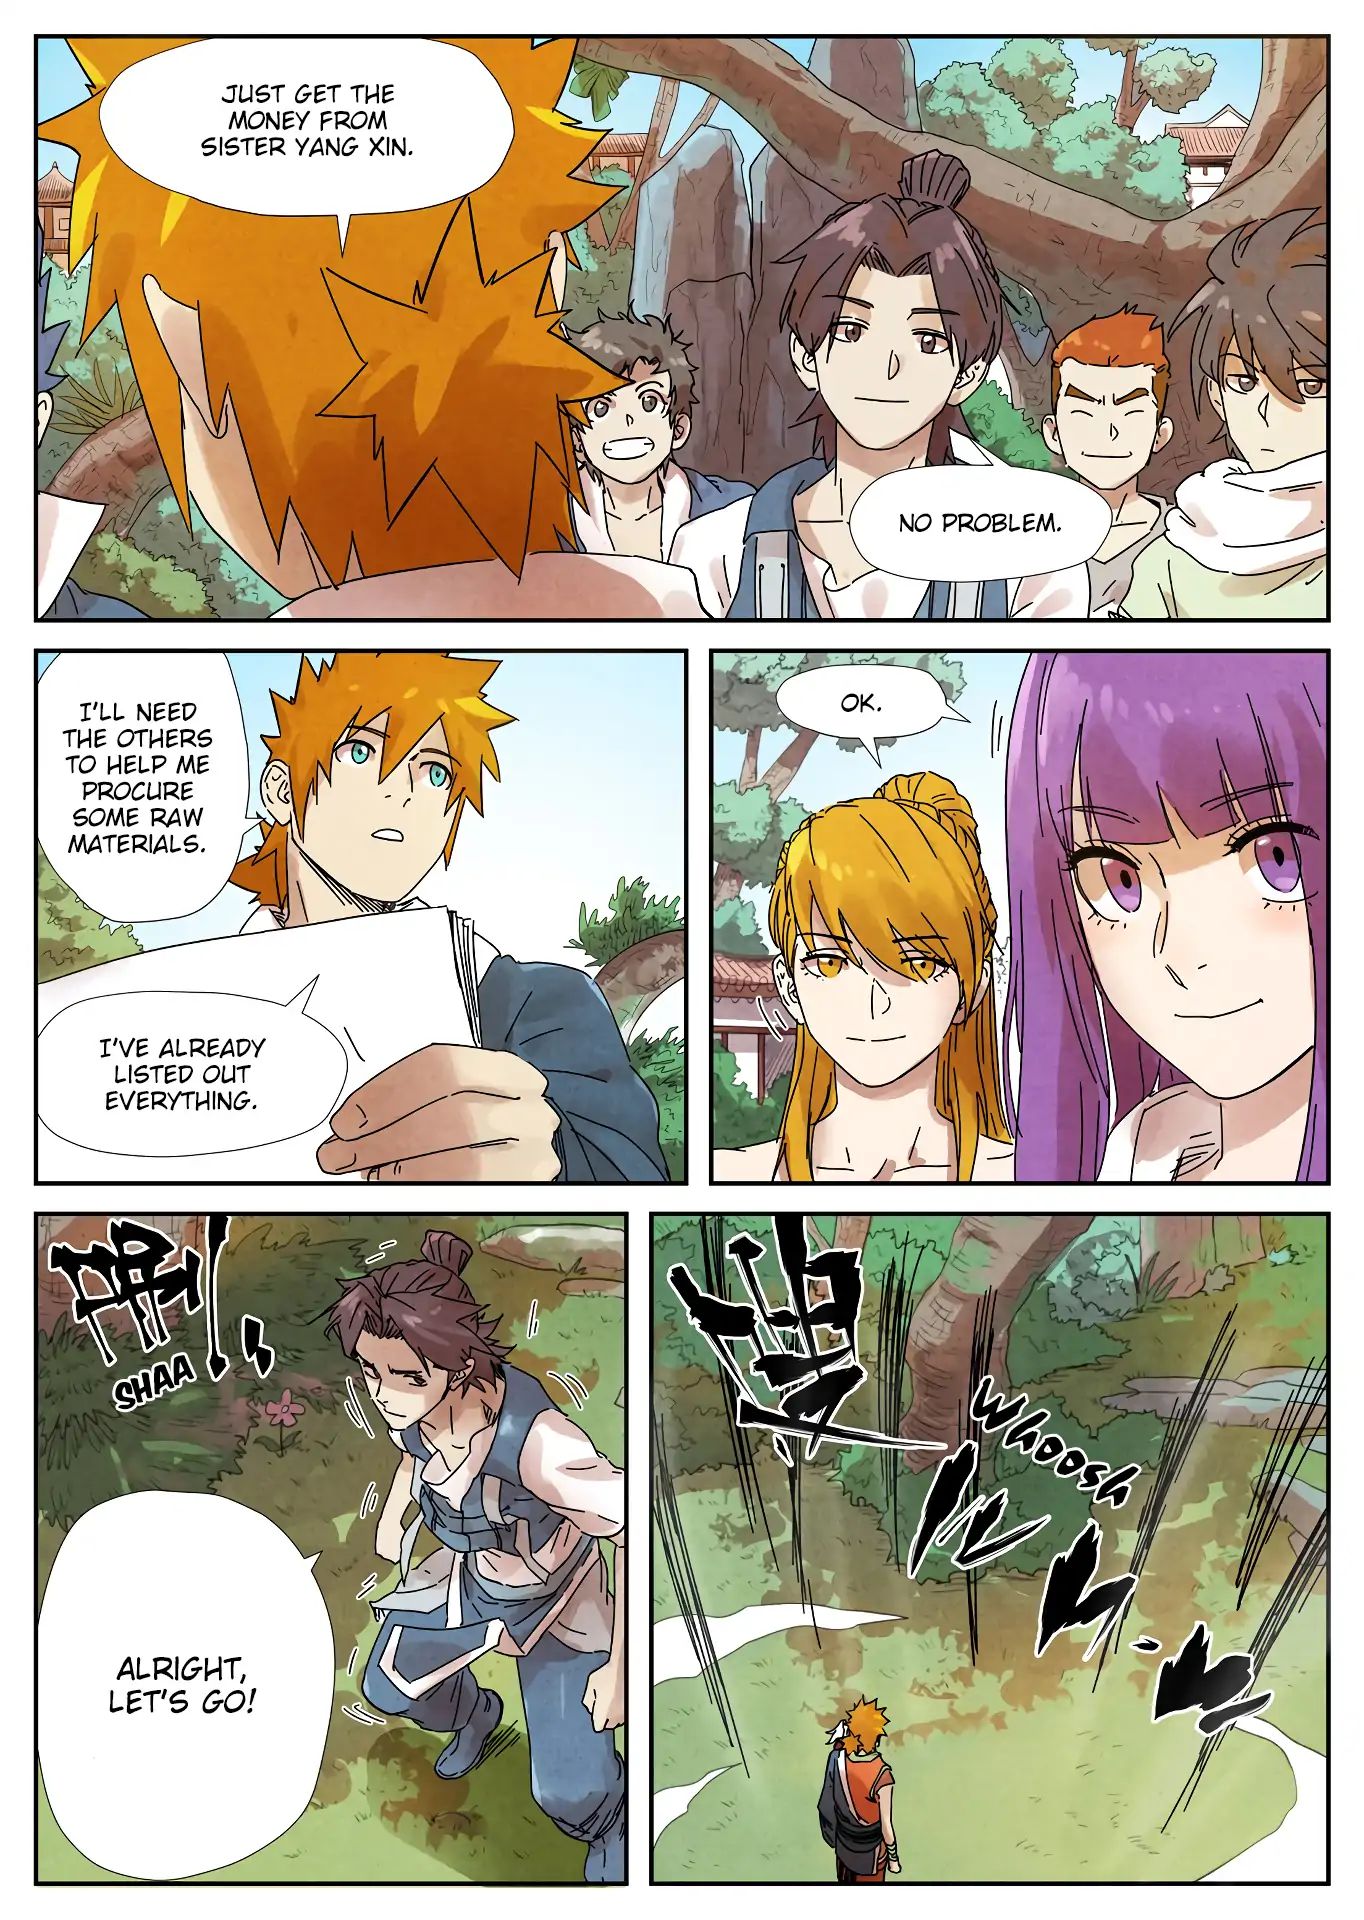 JUST GET THE
MONEY FROM
SISTER YANG XIN.
NO PROBLEM.
I'LL NEED
THE OTHERS
TO HELP ME
PROCURE
SOME RAW
MATERIALS.
I'VE ALREADY
LISTED OUT
EVERYTHING.
OK.
SHAA
ALRIGHT,
LET'S GO!
WHOOSH